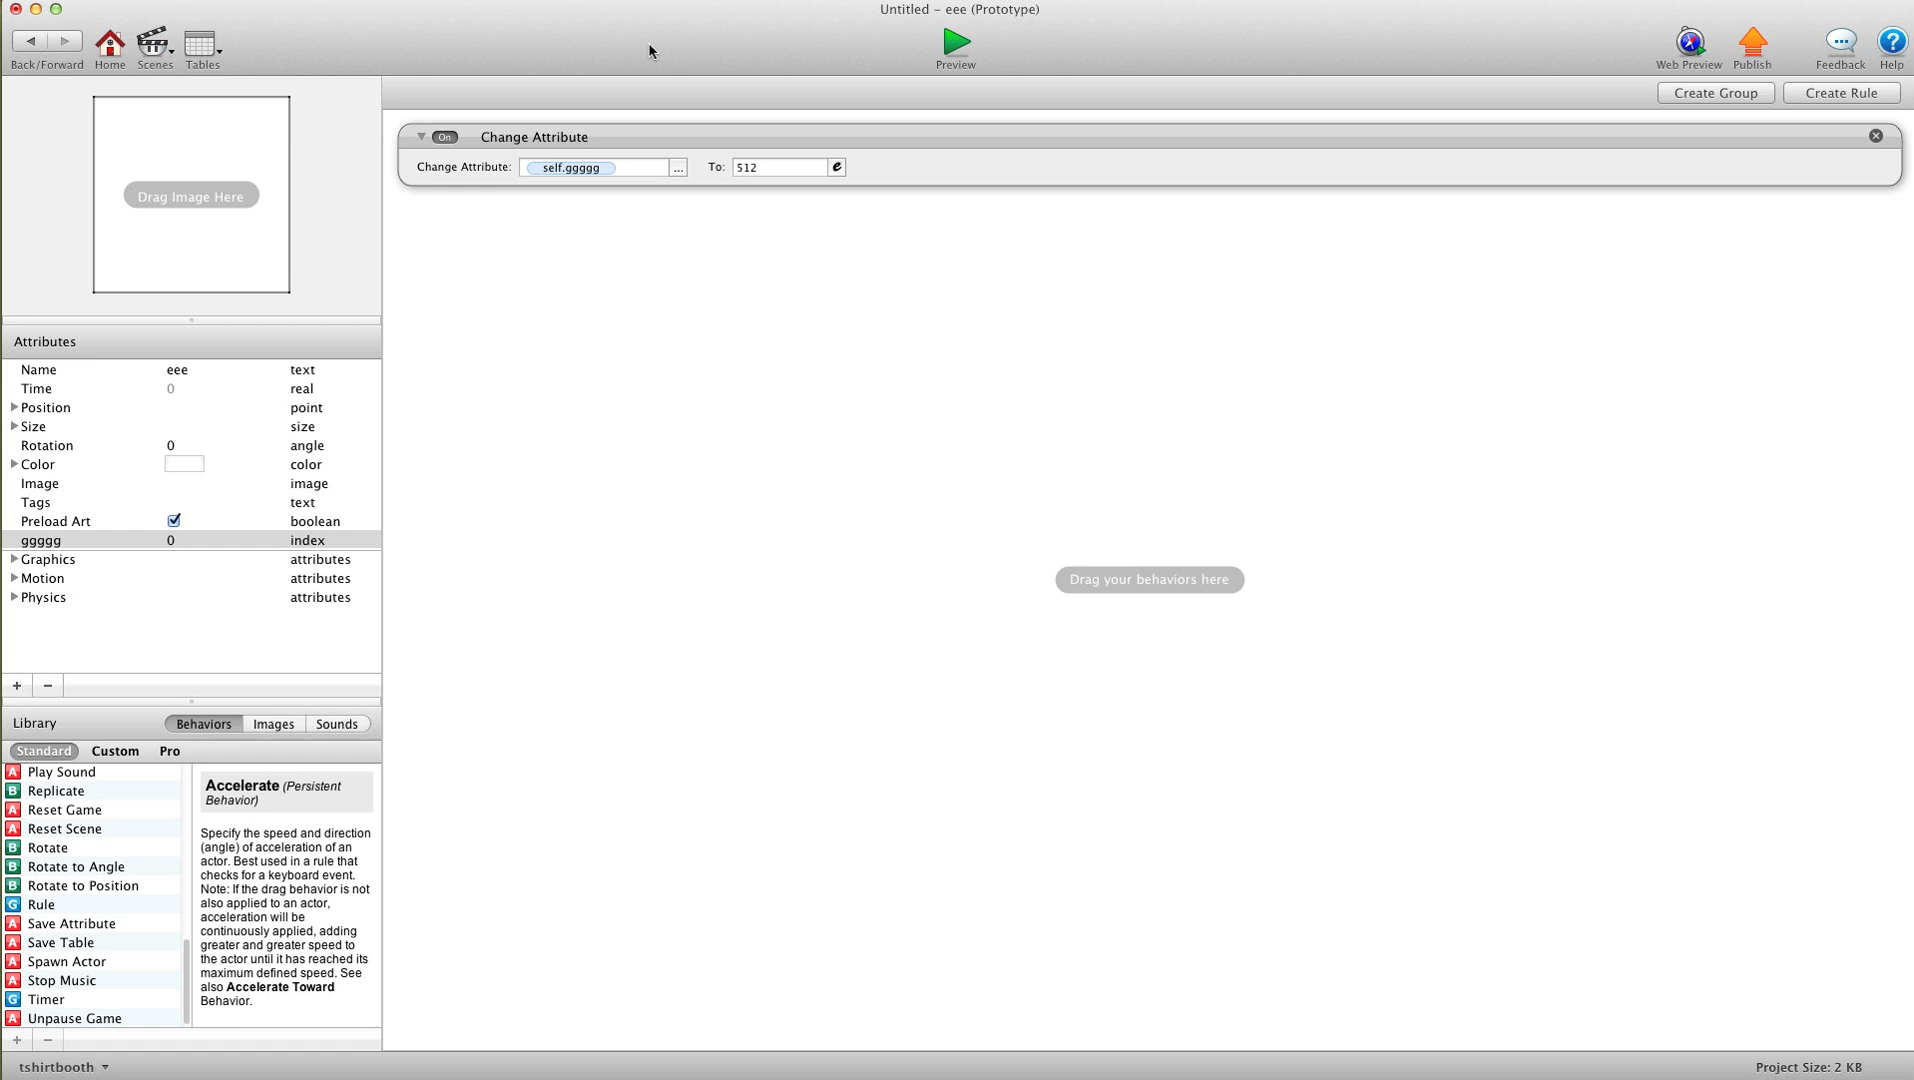 Untitled – eee (Prototype)
Back/Forward
Home
Scenes
Tables
Preview
Web Preview
Publish
Feedback
Help
Create Group
Create Rule
Drag Image Here
On
Change Attribute
Change Attribute: self.ggggg ... To: 512 e
Attributes
Name eee text
Time 0 real
Position point
Size size
Rotation 0 angle
Color color
Image image
Tags text
Preload Art boolean
ggggg 0 index
Graphics attributes
Motion attributes
Physics attributes
Drag your behaviors here
+ −
Library Behaviors Images Sounds
Standard Custom Pro
A Play Sound
B Replicate
A Reset Game
A Reset Scene
B Rotate
B Rotate to Angle
B Rotate to Position
G Rule
A Save Attribute
A Save Table
A Spawn Actor
A Stop Music
G Timer
A Unpause Game
Accelerate (Persistent
Behavior)
Specify the speed and direction
(angle) of acceleration of an
actor. Best used in a rule that
checks for a keyboard event.
Note: If the drag behavior is not
also applied to an actor,
acceleration will be
continuously applied, adding
greater and greater speed to
the actor until it has reached its
maximum defined speed. See
also Accelerate Toward
Behavior.
+ −
tshirtbooth
Project Size: 2 KB